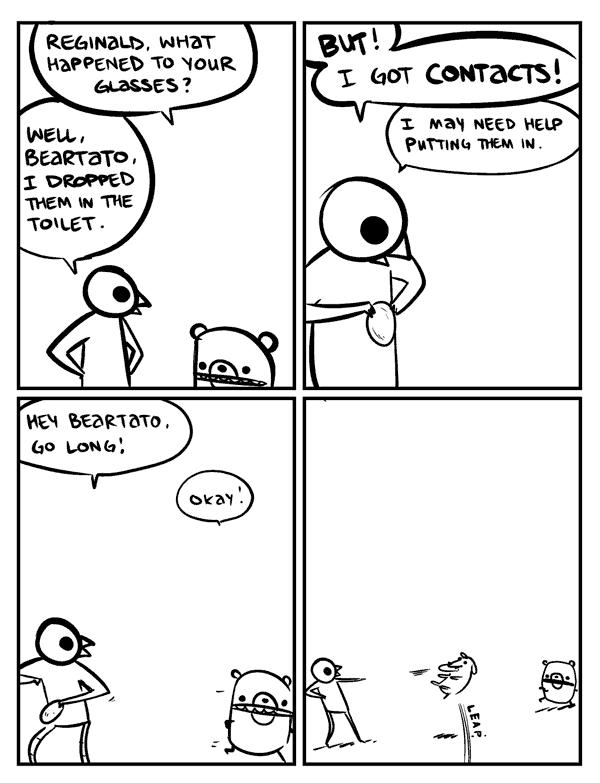 REGINALD, WHAT
HAPPENED TO YOUR
GLASSES?
WELL,
BEARTATO,
I DROPPED
THEM IN THE
TOILET.
BUT!
I GOT CONTACTS!
I MAY NEED HELP
PUTTING THEM IN.
HEY BEARTATO,
GO LONG!
OKAY!
LEAP!